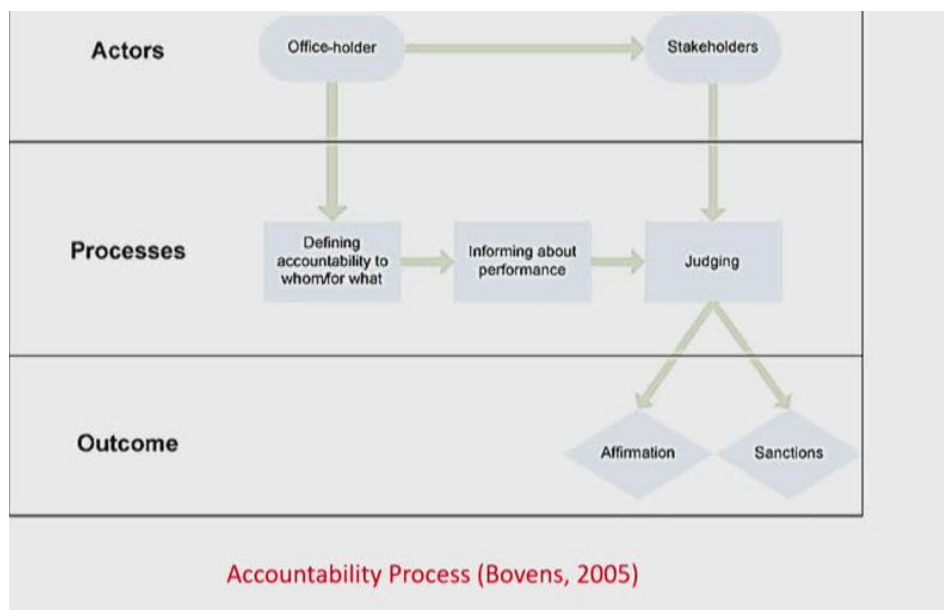 Actors
Office-holder
Stakeholders
Processes
Defining
accountability to
whom/for what
Informing about
performance
Judging
Outcome
Affirmation
Sanctions
Accountability Process (Bovens, 2005)